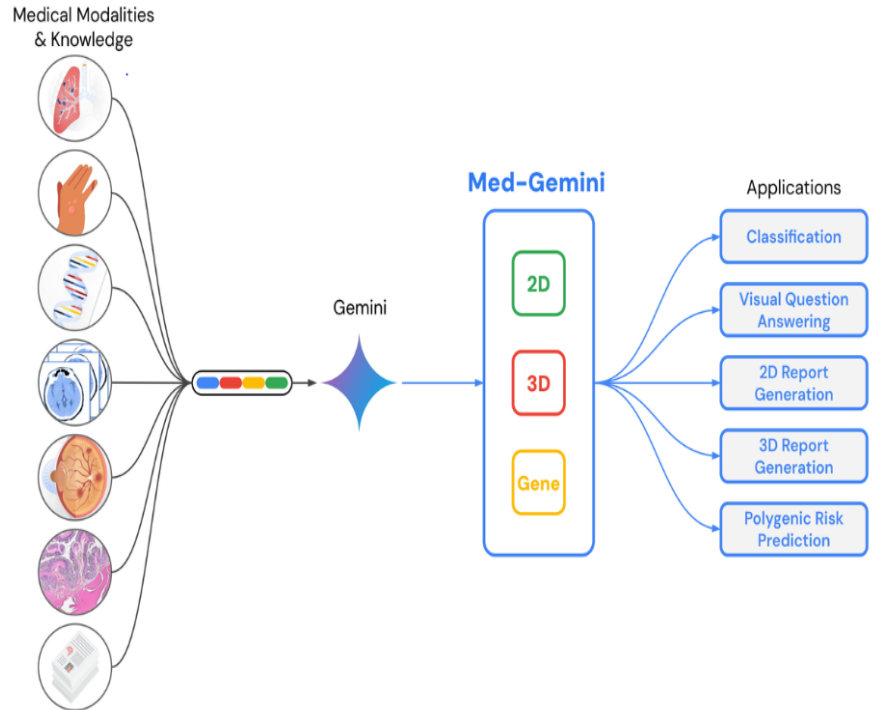 Medical Modalities
& Knowledge
Gemini
Med-Gemini
2D
3D
Gene
Applications
Classification
Visual Question
Answering
2D Report
Generation
3D Report
Generation
Polygenic Risk
Prediction